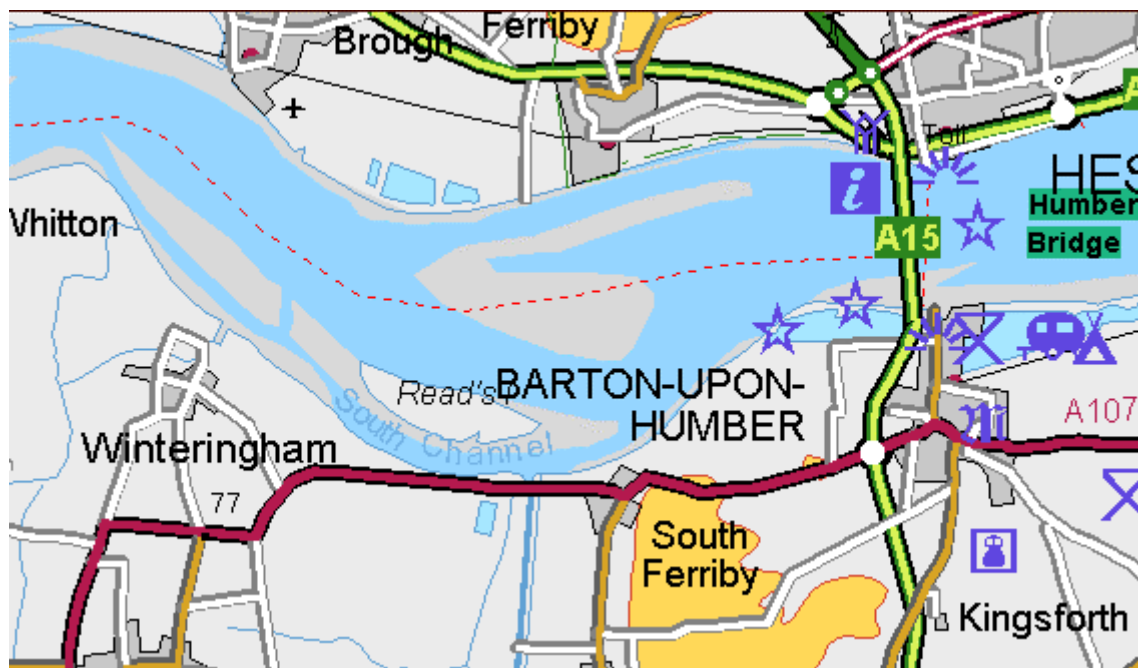 Ferriby
Brough
A
Toll
HES
Humber
Bridge
i
A15
Whitton
Read's
BARTON-UPON-
HUMBER
South Channel
A107
Winteringham
77
South
Ferriby
Kingsforth